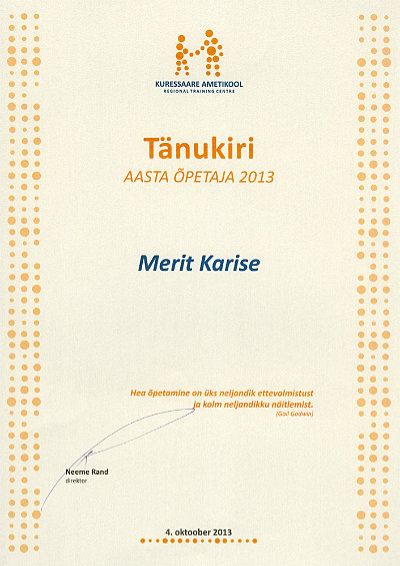 KURESSAARE AMETIKOOL
REGIONAL TRAINING CENTRE
Tänukiri
AASTA ÕPETAJA 2013
Merit Karise
Hea õpetamine on üks neljandik ettevalmistust
ja kolm neljandikku näitlemist.
(Gail Godwin)
Neeme Rand
direktor
4. oktoober 2013